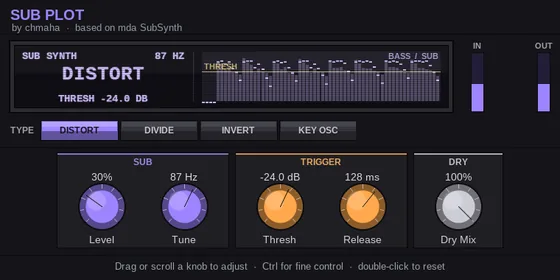 SUB PLOT
by chmaha · based on mda SubSynth
SUB SYNTH 87 HZ
DISTORT
THRESH -24.0 DB
BASS / SUB
THRESH
IN OUT
TYPE DISTORT DIVIDE INVERT KEY OSC
SUB TRIGGER DRY
30% 87 Hz -24.0 dB 128 ms 100%
Level Tune Thresh Release Dry Mix
Drag or scroll a knob to adjust · Ctrl for fine control · double-click to reset